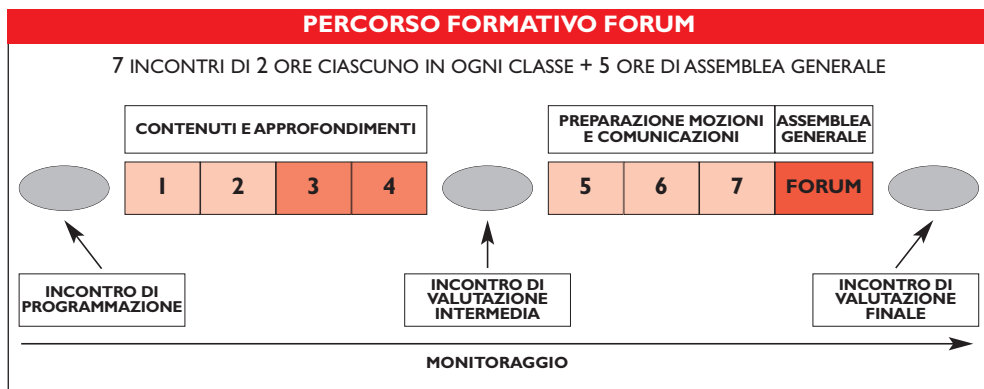 PERCORSO FORMATIVO FORUM
7 INCONTRI DI 2 ORE CIASCUNO IN OGNI CLASSE + 5 ORE DI ASSEMBLEA GENERALE
CONTENUTI E APPROFONDIMENTI
PREPARAZIONE MOZIONI
E COMUNICAZIONI
ASSEMBLEA
GENERALE
1 2 3 4
5 6 7 FORUM
INCONTRO DI
PROGRAMMAZIONE
INCONTRO DI
VALUTAZIONE
INTERMEDIA
INCONTRO DI
VALUTAZIONE
FINALE
MONITORAGGIO